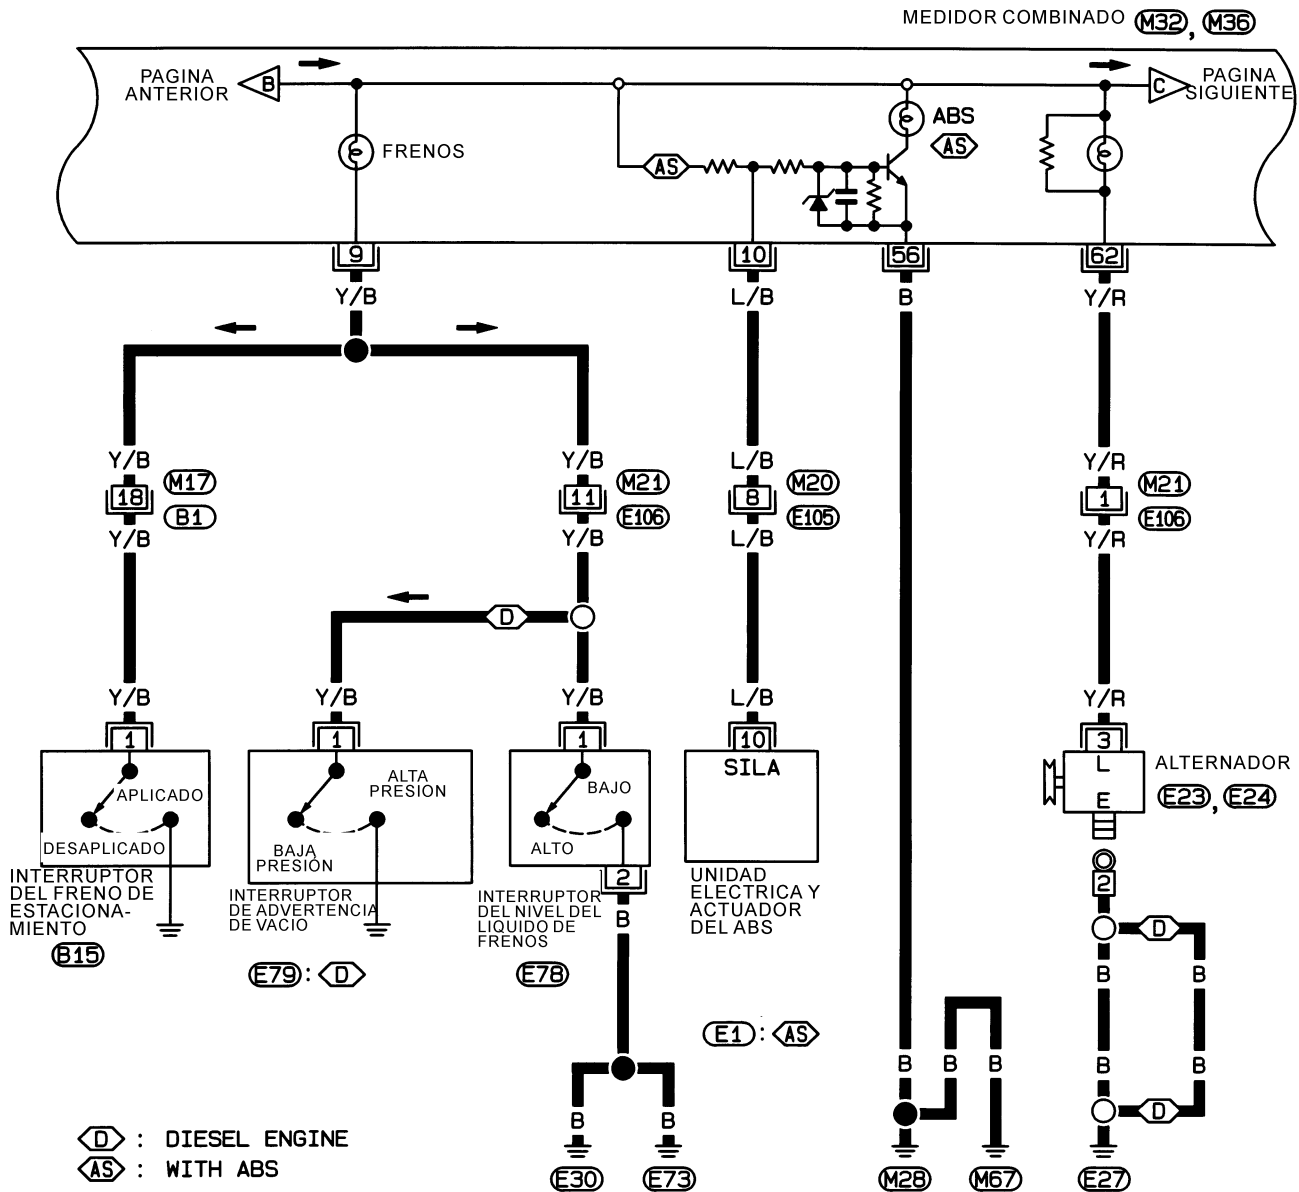 MEDIDOR COMBINADO M32, M36
PAGINA ANTERIOR
B
C
PAGINA SIGUIENTE
FRENOS
AS
ABS
AS
9
10
56
62
Y/B
L/B
B
Y/R
Y/B
Y/B
L/B
Y/R
18
M17
B1
11
M21
E106
8
M20
E105
1
M21
E106
Y/B
Y/B
L/B
Y/R
D
Y/B
Y/B
Y/B
L/B
Y/R
1
1
1
10
3
APLICADO
DESAPLICADO
ALTA
PRESION
BAJA
PRESIÓN
BAJO
ALTO
SILA
L
E
ALTERNADOR
E23, E24
2
2
INTERRUPTOR
DEL FRENO DE
ESTACIONA-
MIENTO
B15
INTERRUPTOR
DE ADVERTENCIA
DE VACIO
E79: D
INTERRUPTOR
DEL NIVEL DEL
LIQUIDO DE
FRENOS
E78
UNIDAD
ELECTRICA Y
ACTUADOR
DEL ABS
E1: AS
B
D
B
B
B
B
B
B
B
D
B
B
E30
E73
M28
M67
E27
D : DIESEL ENGINE
AS : WITH ABS